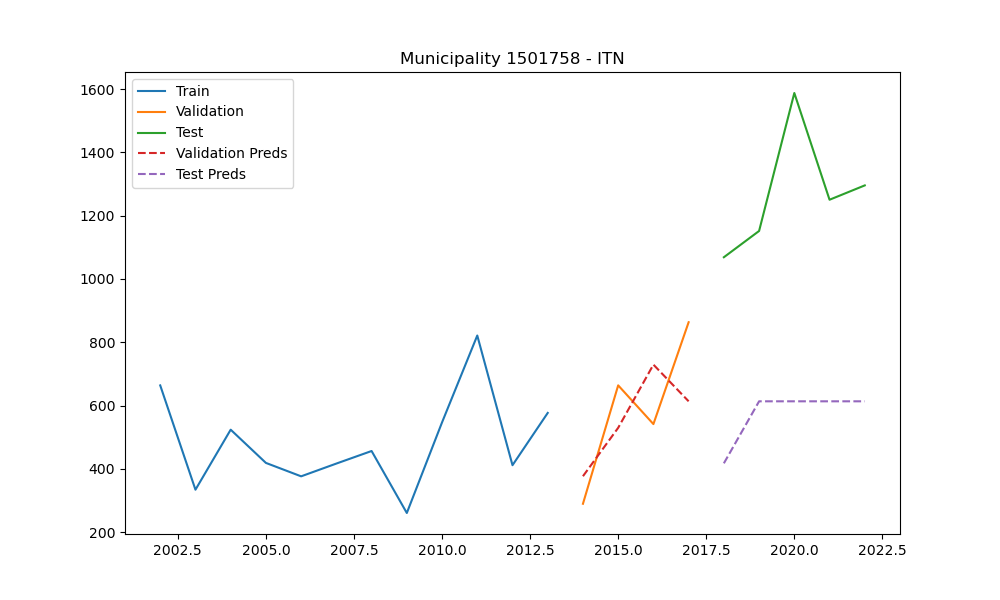 Municipality 1501758 - ITN
Train
Validation
Test
Validation Preds
Test Preds
1600
1400
1200
1000
800
600
400
200
2002.5 2005.0 2007.5 2010.0 2012.5 2015.0 2017.5 2020.0 2022.5